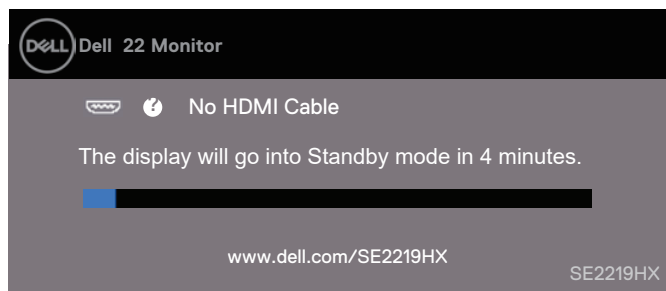 DELL Dell 22 Monitor
? No HDMI Cable
The display will go into Standby mode in 4 minutes.
www.dell.com/SE2219HX
SE2219HX